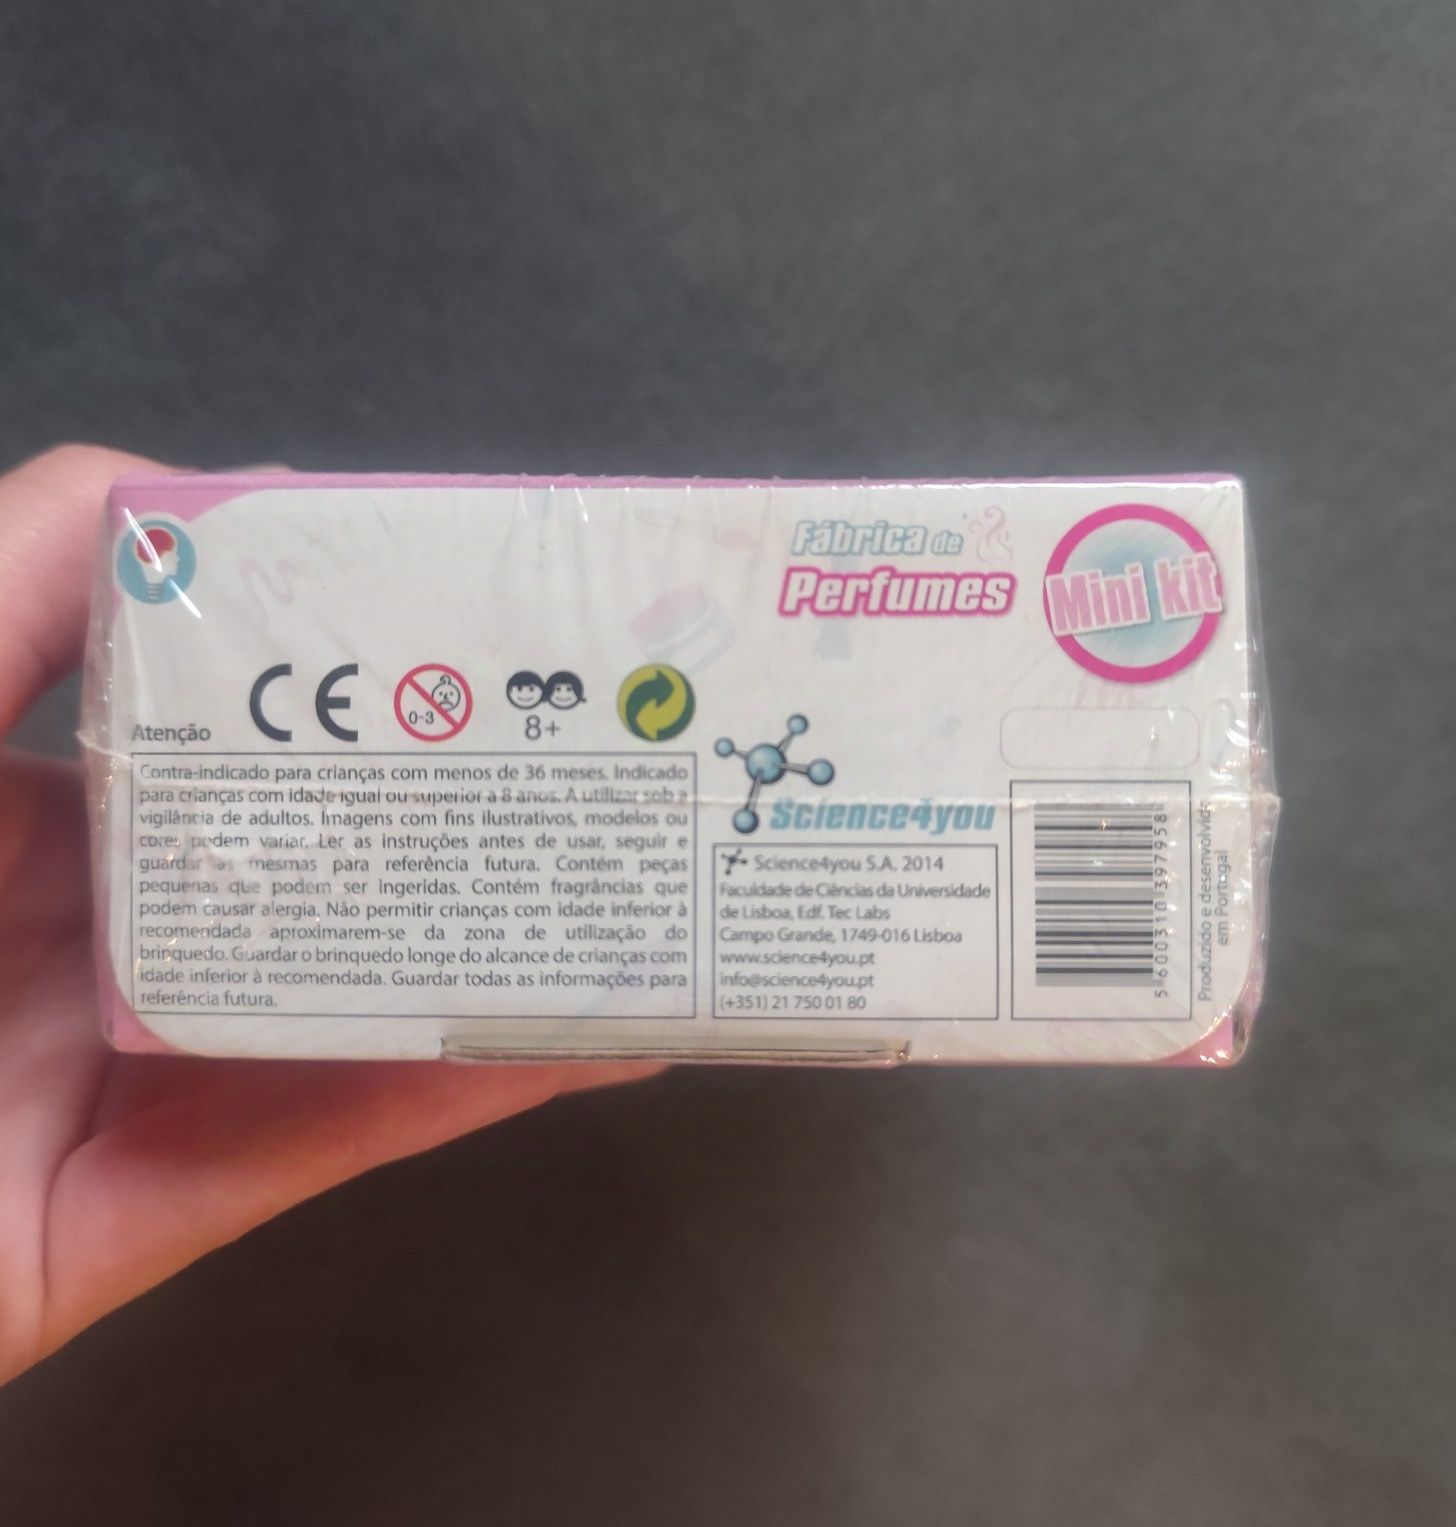 Fábrica de
Perfumes
Mini kit
CE
0-3
8+
Atenção
Contra-indicado para crianças com menos de 36 meses. Indicado
para crianças com idade igual ou superior a 8 anos. A utilizar sob a
vigilância de adultos. Imagens com fins ilustrativos, modelos ou
cores podem variar. Ler as instruções antes de usar, seguir e
guardar as mesmas para referência futura. Contém peças
pequenas que podem ser ingeridas. Contém fragrâncias que
podem causar alergia. Não permitir crianças com idade inferior à
recomendada aproximarem-se da zona de utilização do
brinquedo. Guardar o brinquedo longe do alcance de crianças com
idade inferior à recomendada. Guardar todas as informações para
referência futura.
Science4you
Science4you S.A. 2014
Faculdade de Ciências da Universidade
de Lisboa, Edf. Tec Labs
Campo Grande, 1749-016 Lisboa
www.science4you.pt
info@science4you.pt
(+351) 21 750 01 80
5 600310 397958
Produzido e desenvolvido
em Portugal